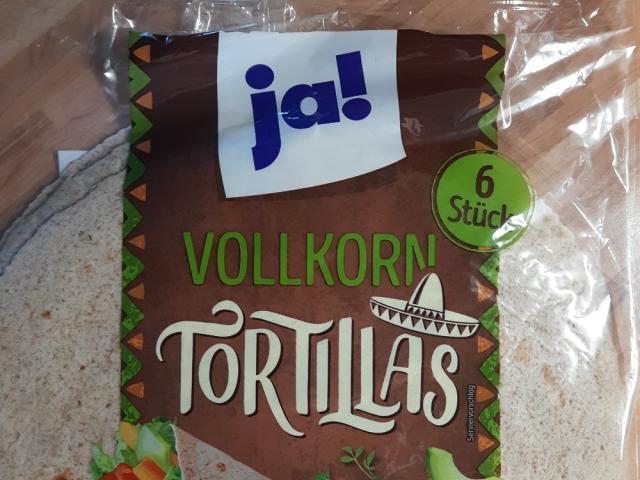 ja!
6
Stück
VOLLKORN
TORTILLAS
Serviervorschlag